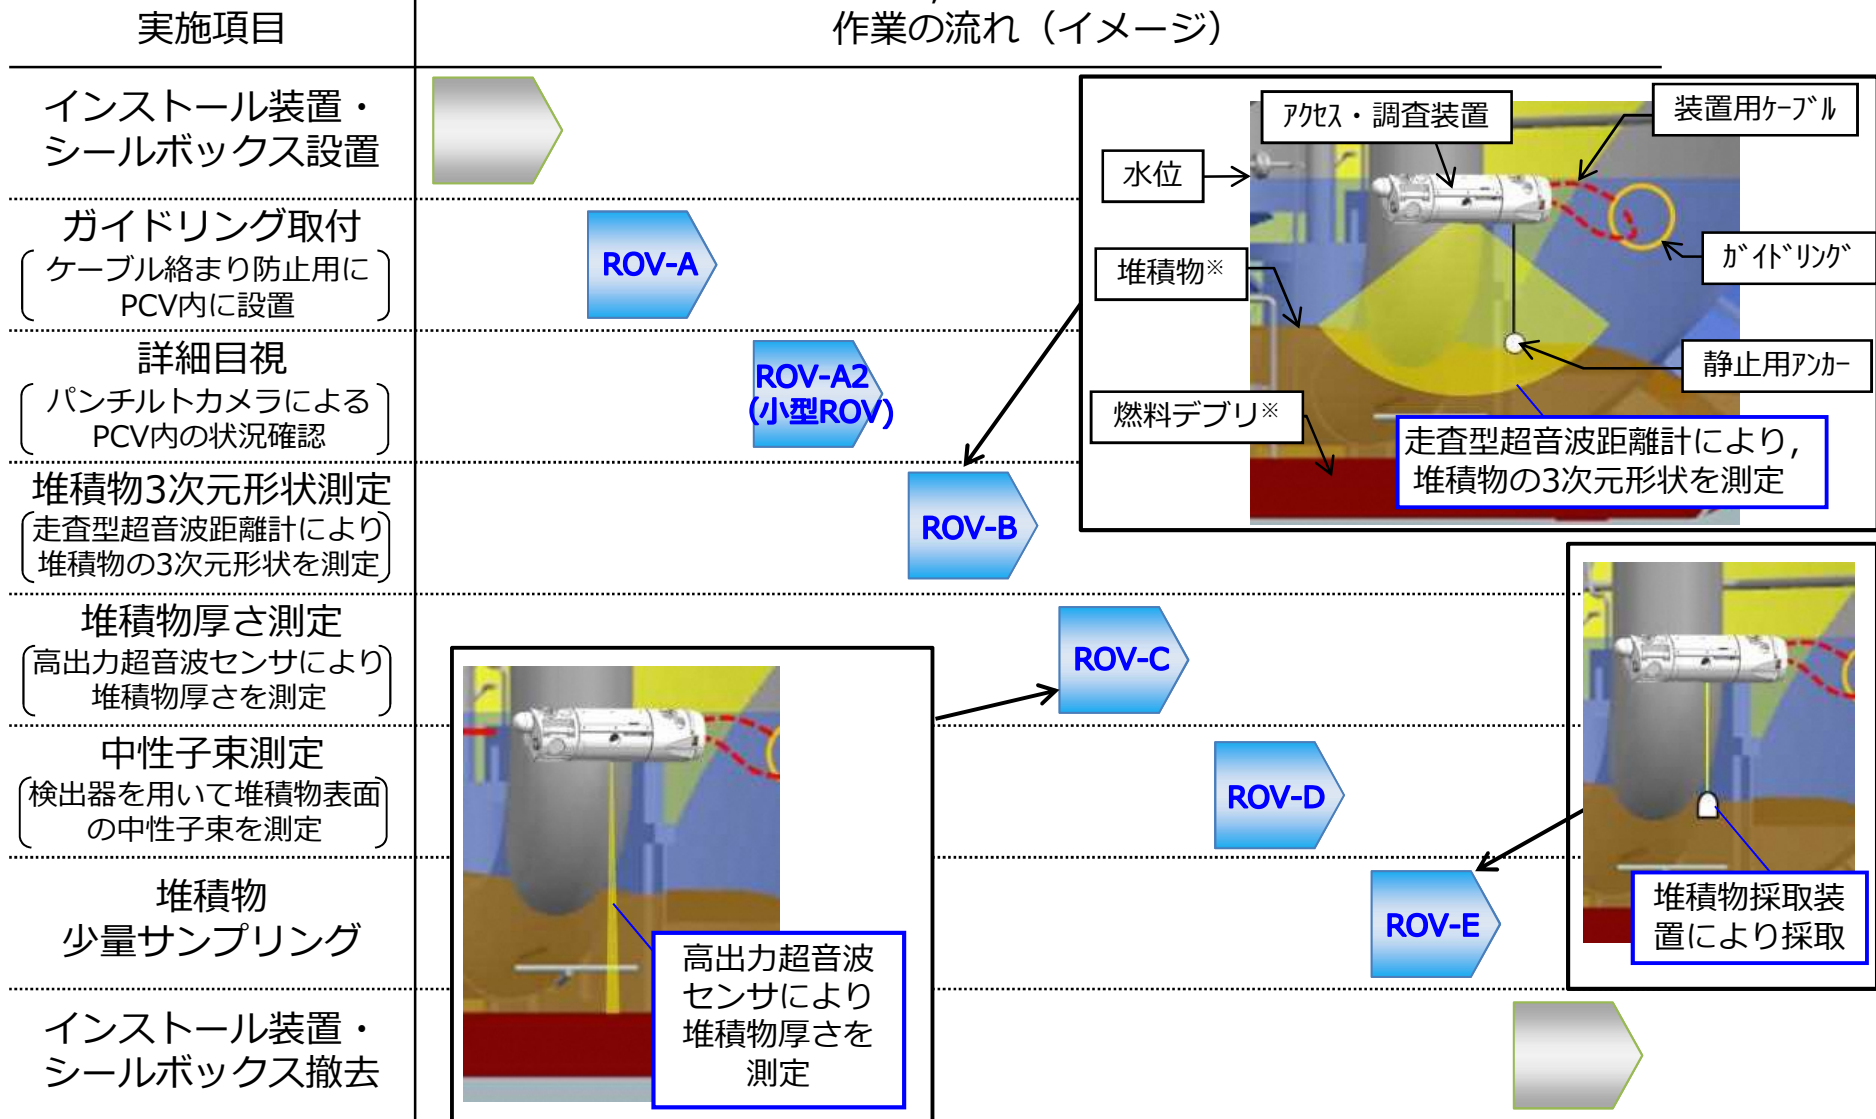 実施項目
作業の流れ（イメージ）
インストール装置・
シールボックス設置
ガイドリング取付
ケーブル絡まり防止用に
PCV内に設置
ROV-A
詳細目視
パンチルトカメラによる
PCV内の状況確認
ROV-A2
(小型ROV)
堆積物3次元形状測定
走査型超音波距離計により
堆積物の3次元形状を測定
ROV-B
アクセス・調査装置
装置用ケーブル
水位
堆積物※
ガイドリング
静止用アンカー
燃料デブリ※
走査型超音波距離計により,
堆積物の3次元形状を測定
堆積物厚さ測定
高出力超音波センサにより
堆積物厚さを測定
ROV-C
中性子束測定
検出器を用いて堆積物表面
の中性子束を測定
ROV-D
堆積物
少量サンプリング
ROV-E
高出力超音波
センサにより
堆積物厚さを
測定
堆積物採取装
置により採取
インストール装置・
シールボックス撤去